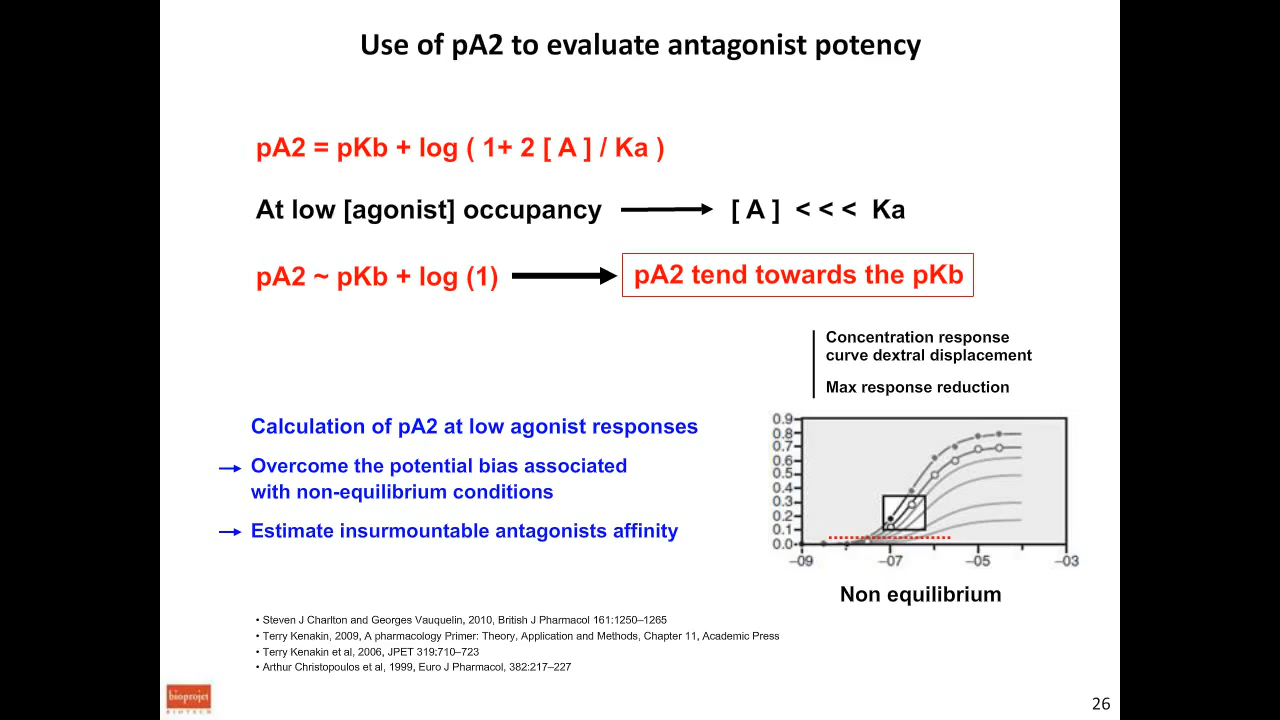 Use of pA2 to evaluate antagonist potency
pA2 = pKb + log ( 1+ 2 [ A ] / Ka )
At low [agonist] occupancy [ A ] < < < Ka
pA2 ~ pKb + log (1) pA2 tend towards the pKb
Concentration response
curve dextral displacement
Max response reduction
Calculation of pA2 at low agonist responses
Overcome the potential bias associated
with non-equilibrium conditions
Estimate insurmountable antagonists affinity
0.9
0.8
0.7
0.6
0.5
0.4
0.3
0.2
0.1
0.0
–09 –07 –05 –03
Non equilibrium
• Steven J Charlton and Georges Vauquelin, 2010, British J Pharmacol 161:1250–1265
• Terry Kenakin, 2009, A pharmacology Primer: Theory, Application and Methods, Chapter 11, Academic Press
• Terry Kenakin et al, 2006, JPET 319:710–723
• Arthur Christopoulos et al, 1999, Euro J Pharmacol, 382:217–227
bioprojet
BIOTECH
26